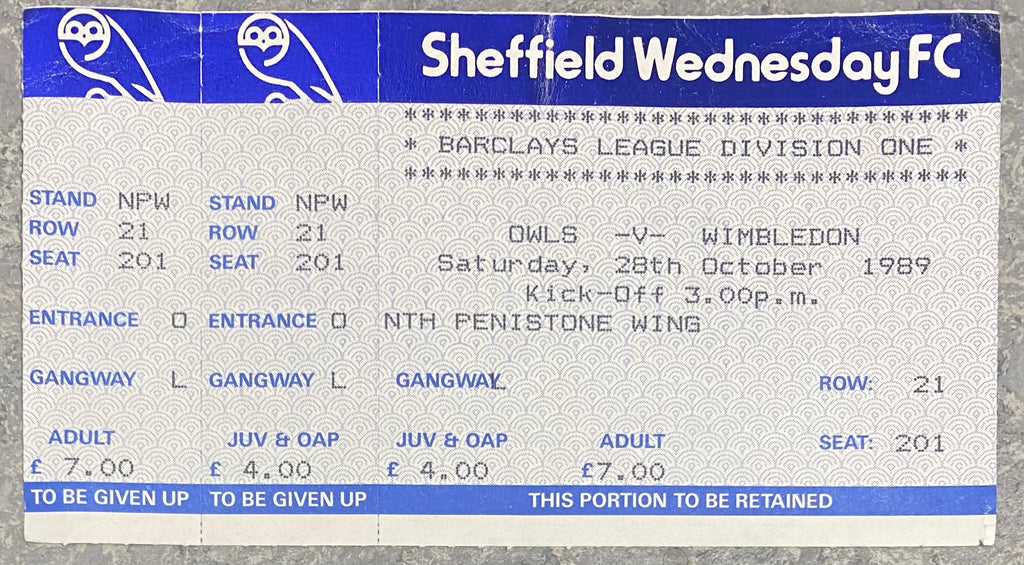 Sheffield Wednesday FC
************************************
* BARCLAYS LEAGUE DIVISION ONE *
************************************
STAND NPW STAND NPW
ROW 21 ROW 21 OWLS -V- WIMBLEDON
SEAT 201 SEAT 201 Saturday, 28th October 1989
Kick-Off 3.00p.m.
ENTRANCE O ENTRANCE O NTH PENISTONE WING
GANGWAY L GANGWAY L GANGWAY L ROW: 21
ADULT JUV & OAP JUV & OAP ADULT SEAT: 201
£ 7.00 £ 4.00 £ 4.00 £7.00
TO BE GIVEN UP TO BE GIVEN UP THIS PORTION TO BE RETAINED